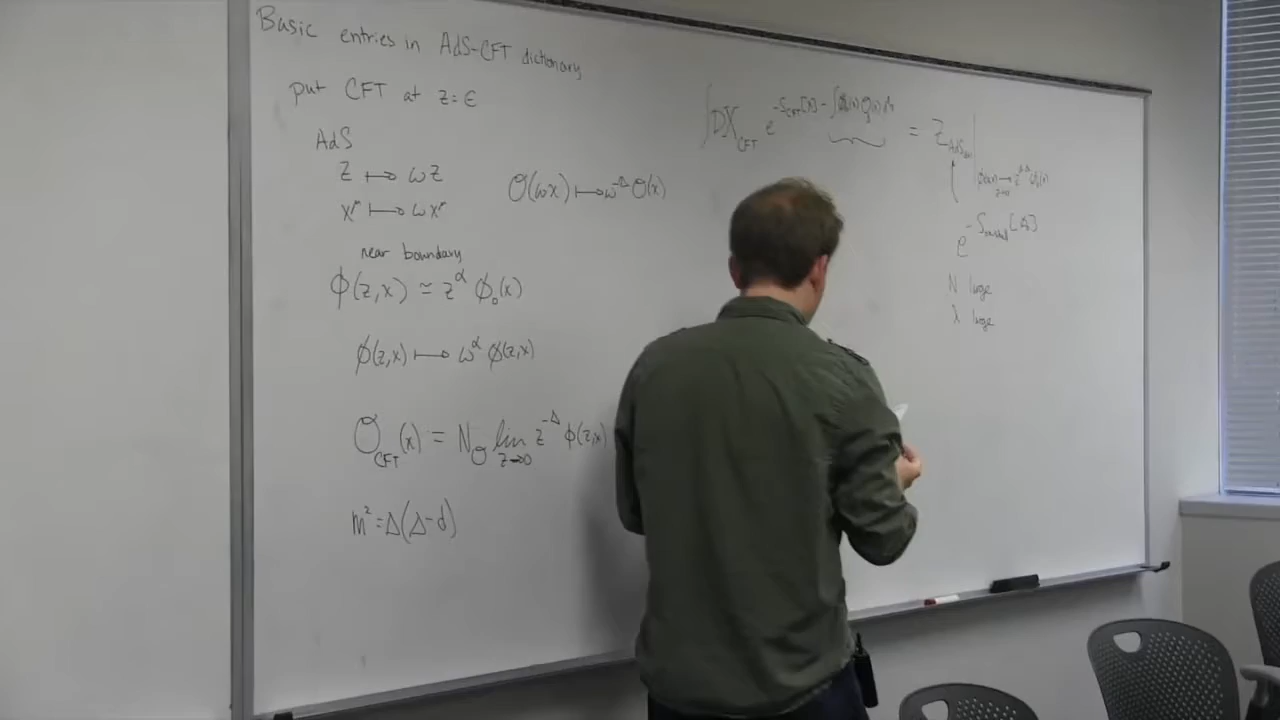 Basic entries in AdS-CFT dictionary
put CFT at z = ϵ
AdS
z ↦ ωz
x^μ ↦ ωx^μ
O(ωx) ↦ ω^{-Δ} O(x)
near boundary
ϕ(z,x) ≃ z^α ϕ_0(x)
ϕ(z,x) ↦ ω^α ϕ(z,x)
O_CFT(x) = N_O lim_{z→0} z^{-Δ} ϕ(z,x)
m² = Δ(Δ-d)
∫DX_CFT e^{-S_CFT[X] - ∫
= Z_AdS
e^{-S
N large
λ large